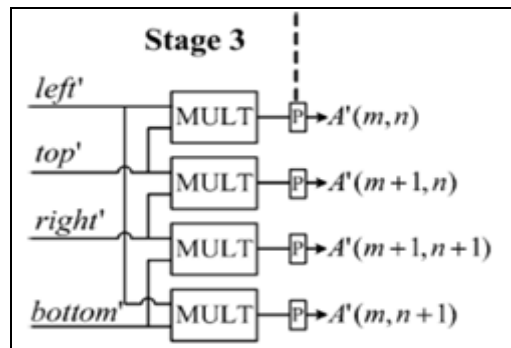 Stage 3
left'
MULT P A'(m,n)
top'
MULT P A'(m+1,n)
right'
MULT P A'(m+1,n+1)
bottom'
MULT P A'(m,n+1)